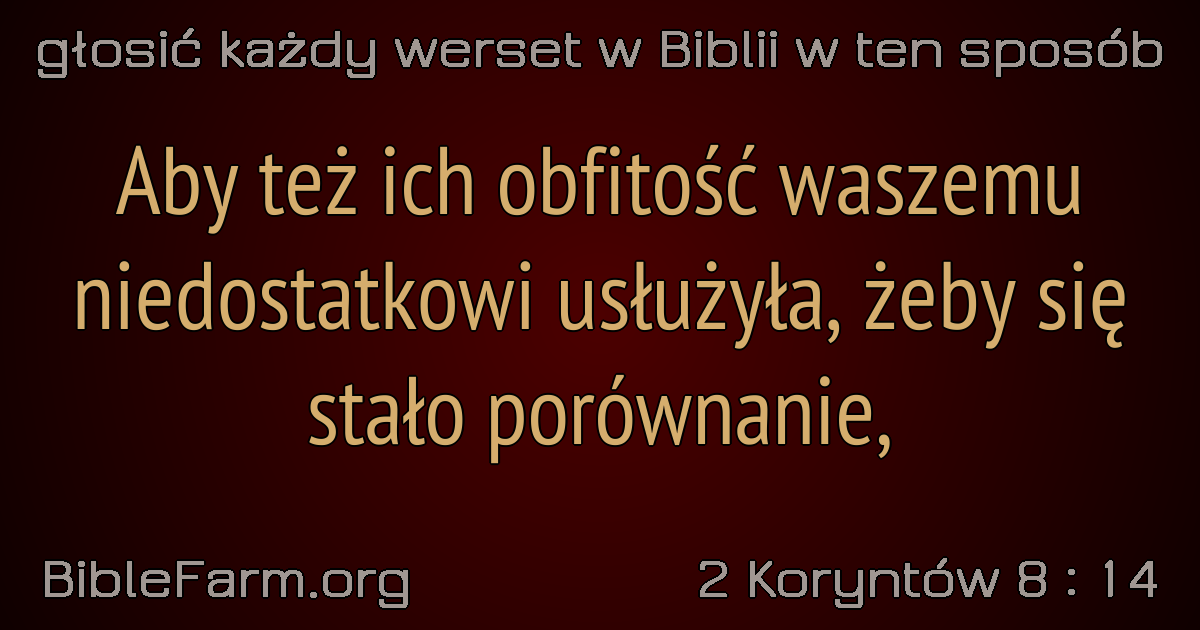 głosić każdy werset w Biblii w ten sposób
Aby też ich obfitość waszemu
niedostatkowi usłużyła, żeby się
stało porównanie,
BibleFarm.org
2 Koryntów 8 : 14